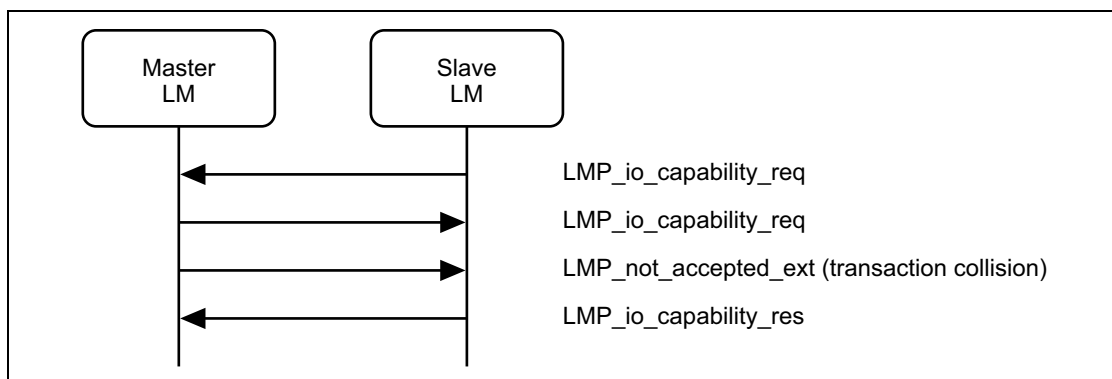 Master
LM
Slave
LM
LMP_io_capability_req
LMP_io_capability_req
LMP_not_accepted_ext (transaction collision)
LMP_io_capability_res